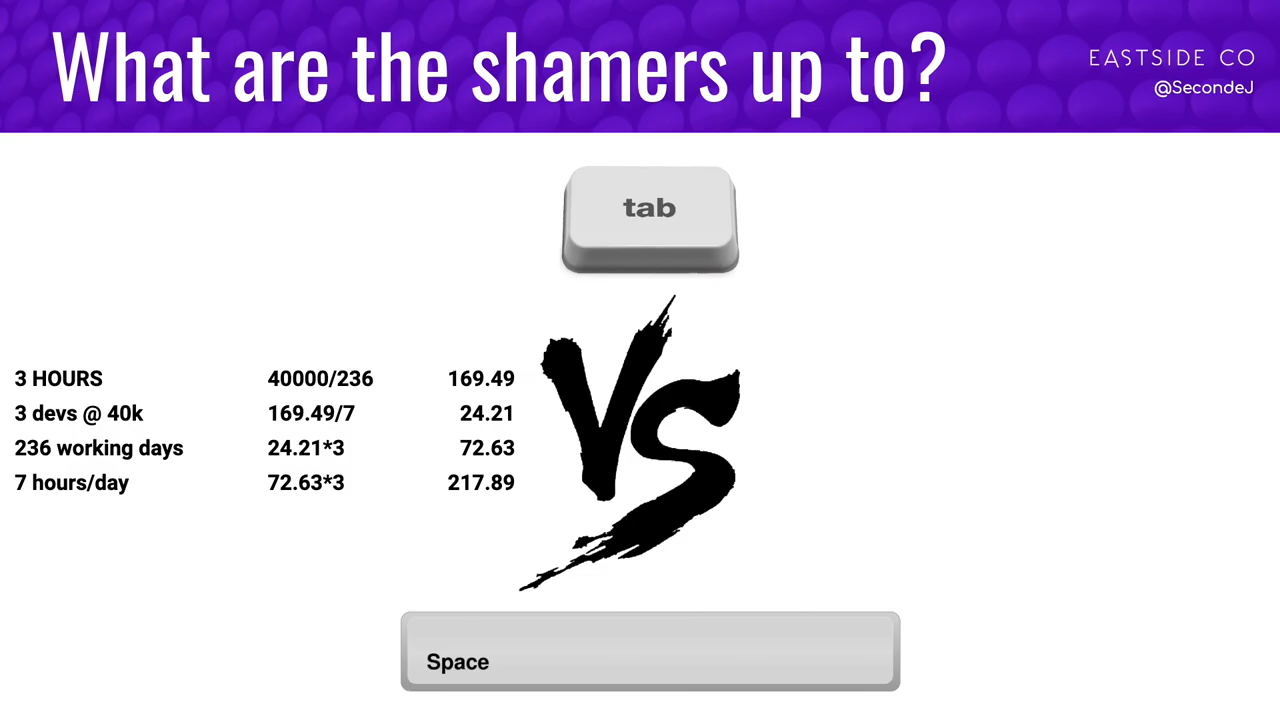 What are the shamers up to?
EASTSIDE CO
@SecondeJ
tab
VS
3 HOURS 40000/236 169.49
3 devs @ 40k 169.49/7 24.21
236 working days 24.21*3 72.63
7 hours/day 72.63*3 217.89
Space